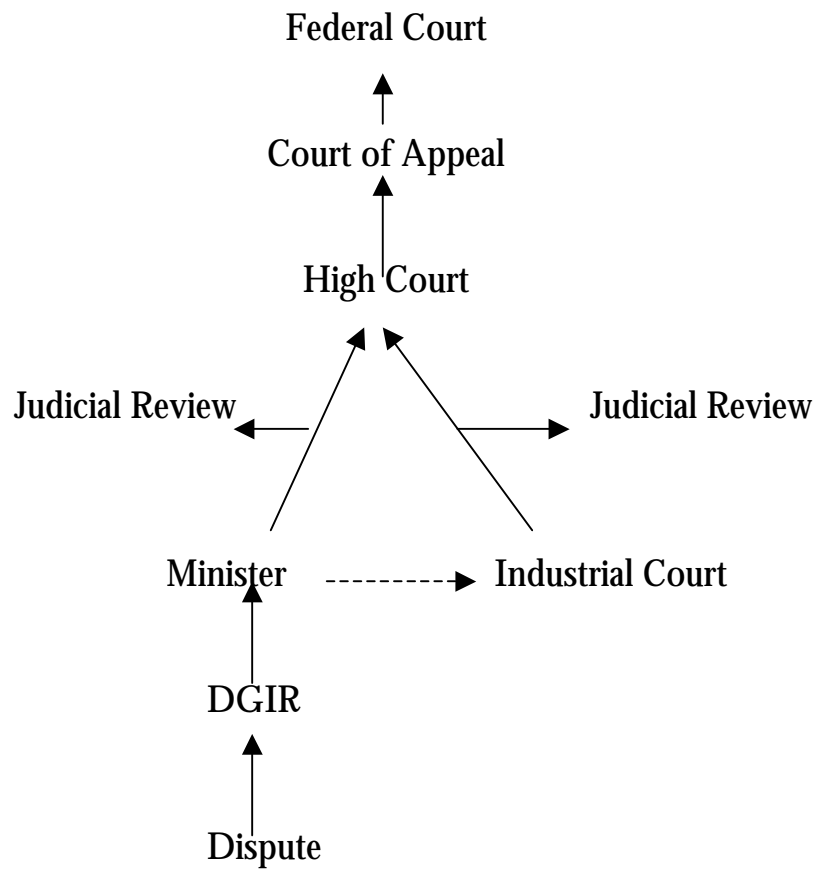 Federal Court
Court of Appeal
High Court
Judicial Review
Judicial Review
Minister
Industrial Court
DGIR
Dispute